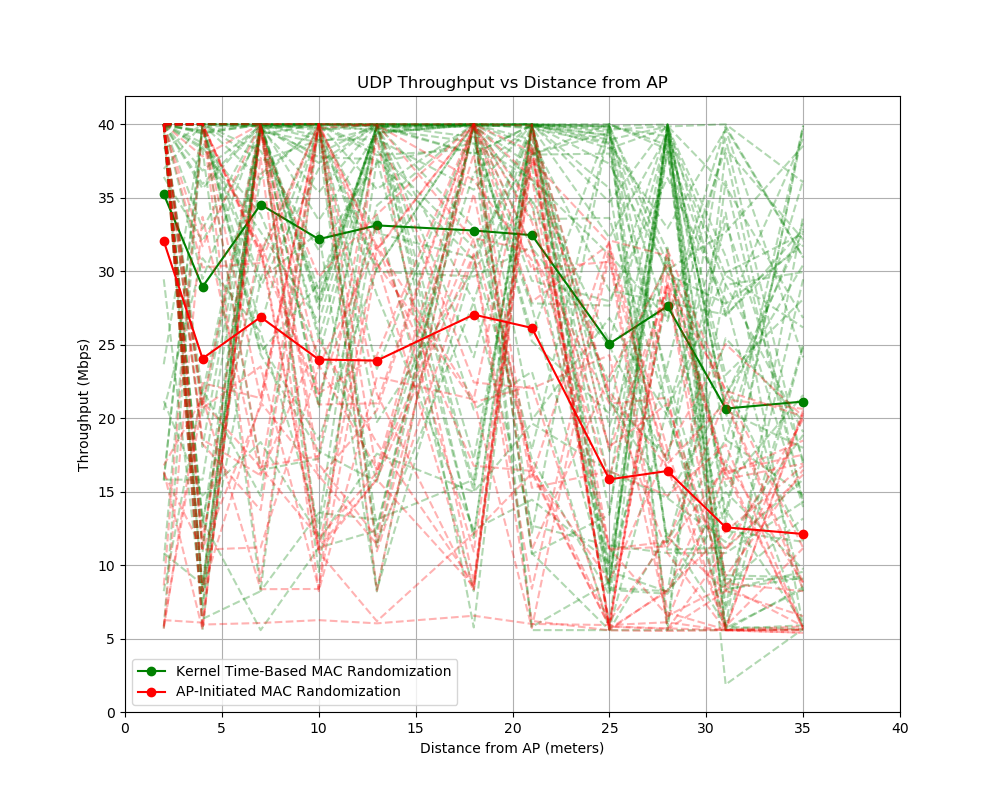 UDP Throughput vs Distance from AP
Throughput (Mbps)
40
35
30
25
20
15
10
5
0
Kernel Time-Based MAC Randomization
AP-Initiated MAC Randomization
0 5 10 15 20 25 30 35 40
Distance from AP (meters)